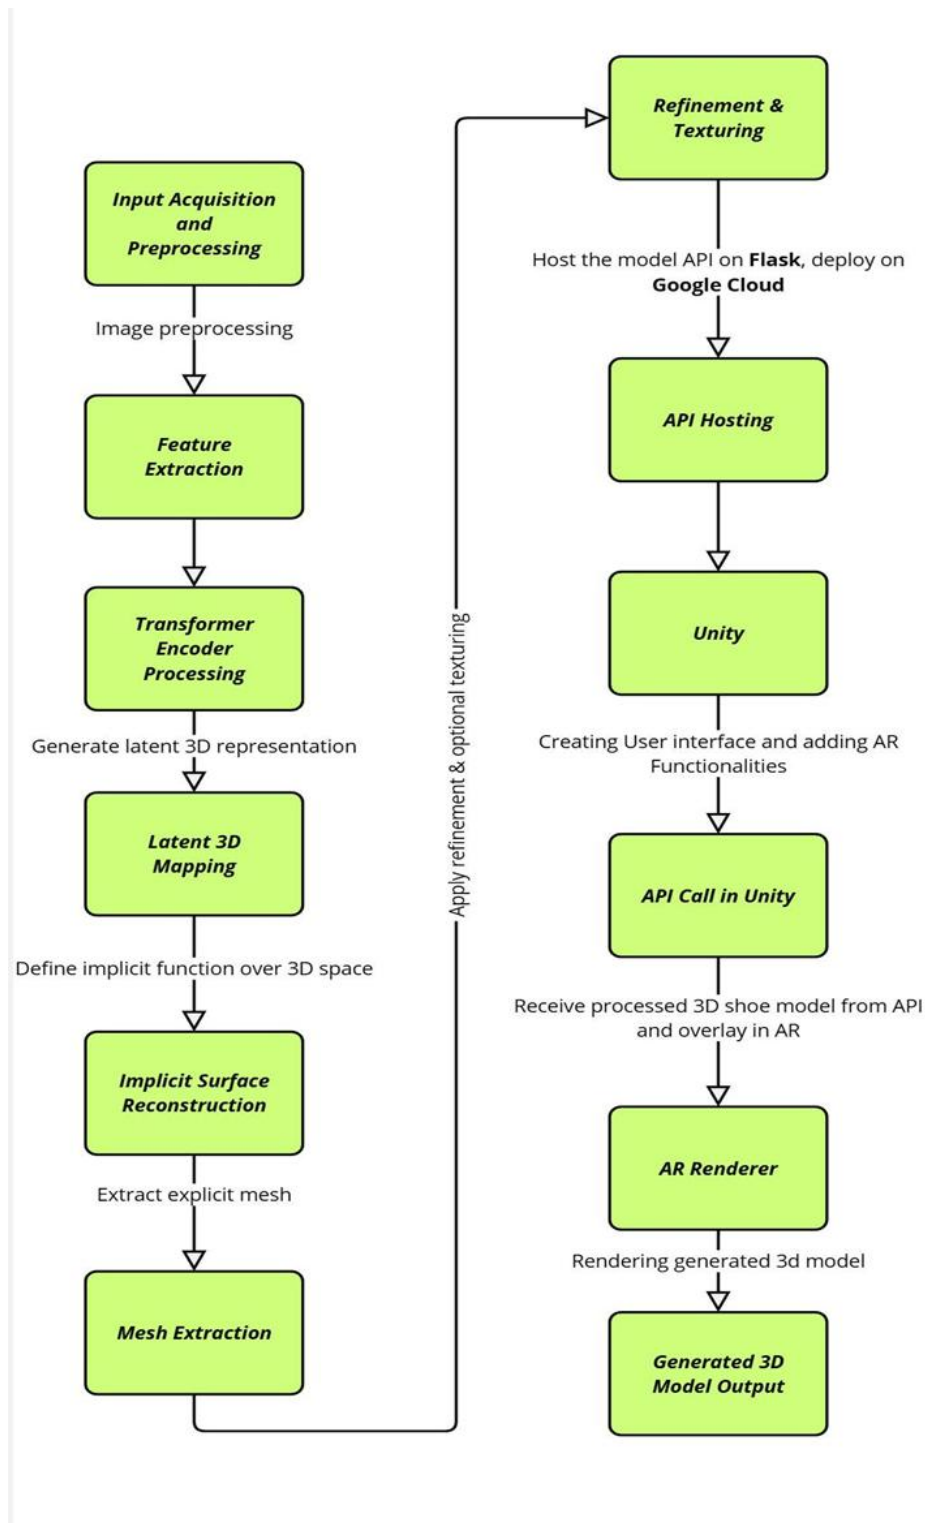 Input Acquisition
and
Preprocessing
Image preprocessing
Feature
Extraction
Transformer
Encoder
Processing
Generate latent 3D representation
Latent 3D
Mapping
Define implicit function over 3D space
Implicit Surface
Reconstruction
Extract explicit mesh
Mesh Extraction
Apply refinement & optional texturing
Refinement &
Texturing
Host the model API on Flask, deploy on
Google Cloud
API Hosting
Unity
Creating User interface and adding AR
Functionalities
API Call in Unity
Receive processed 3D shoe model from API
and overlay in AR
AR Renderer
Rendering generated 3d model
Generated 3D
Model Output